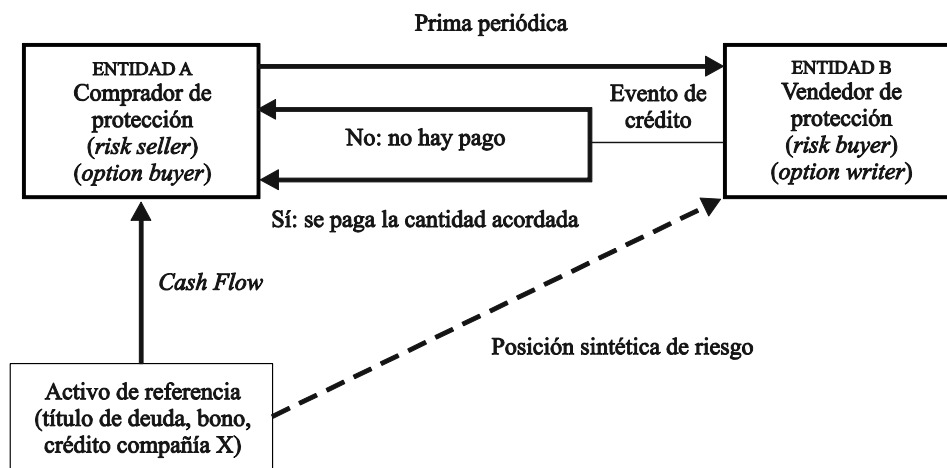 Prima periódica
ENTIDAD A
Comprador de
protección
(risk seller)
(option buyer)
Evento de
crédito
No: no hay pago
Sí: se paga la cantidad acordada
ENTIDAD B
Vendedor de
protección
(risk buyer)
(option writer)
Cash Flow
Posición sintética de riesgo
Activo de referencia
(título de deuda, bono,
crédito compañía X)